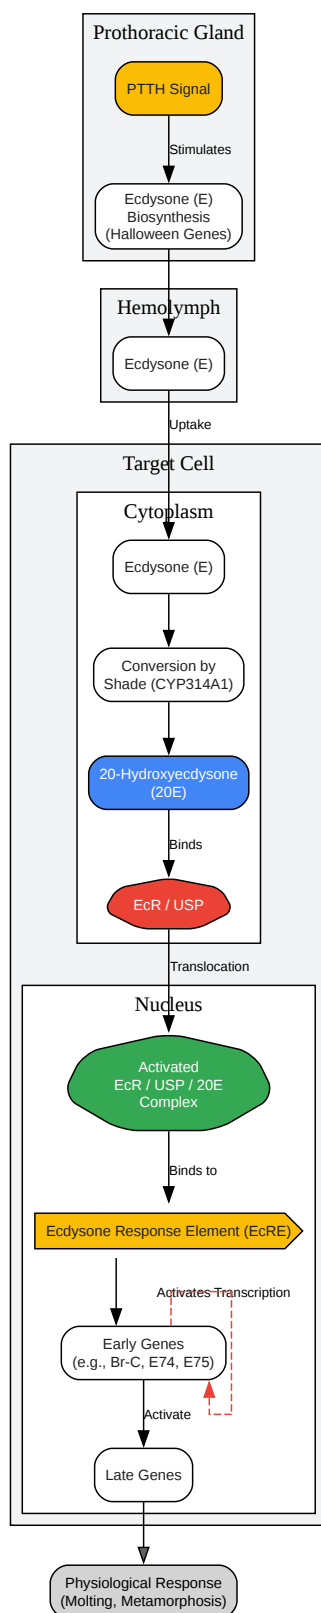 Prothoracic Gland
PTTH Signal
Stimulates
Ecdysone (E)
Biosynthesis
(Halloween Genes)
Hemolymph
Ecdysone (E)
Uptake
Target Cell
Cytoplasm
Ecdysone (E)
Conversion by
Shade (CYP314A1)
20-Hydroxyecdysone
(20E)
Binds
EcR / USP
Translocation
Nucleus
Activated
EcR / USP / 20E
Complex
Binds to
Ecdysone Response Element (EcRE)
Activates Transcription
Early Genes
(e.g., Br-C, E74, E75)
Activate
Late Genes
Physiological Response
(Molting, Metamorphosis)